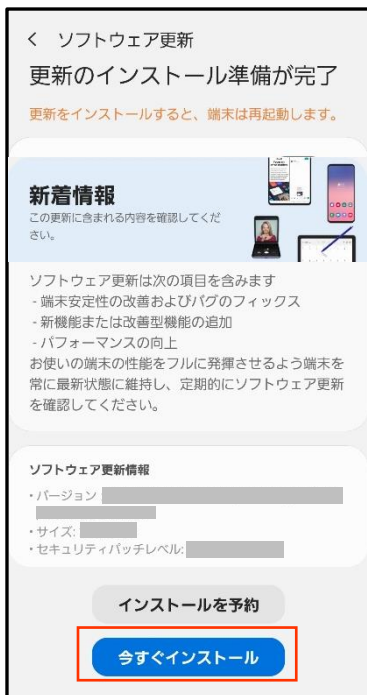 < ソフトウェア更新
更新のインストール準備が完了
更新をインストールすると、端末は再起動します。
新着情報
この更新に含まれる内容を確認してくだ
さい。
ソフトウェア更新は次の項目を含みます
- 端末安定性の改善およびバグのフィックス
- 新機能または改善型機能の追加
- パフォーマンスの向上
お使いの端末の性能をフルに発揮させるよう端末を
常に最新状態に維持し、定期的にソフトウェア更新
を確認してください。
ソフトウェア更新情報
・バージョン
・サイズ:
・セキュリティパッチレベル:
インストールを予約
今すぐインストール